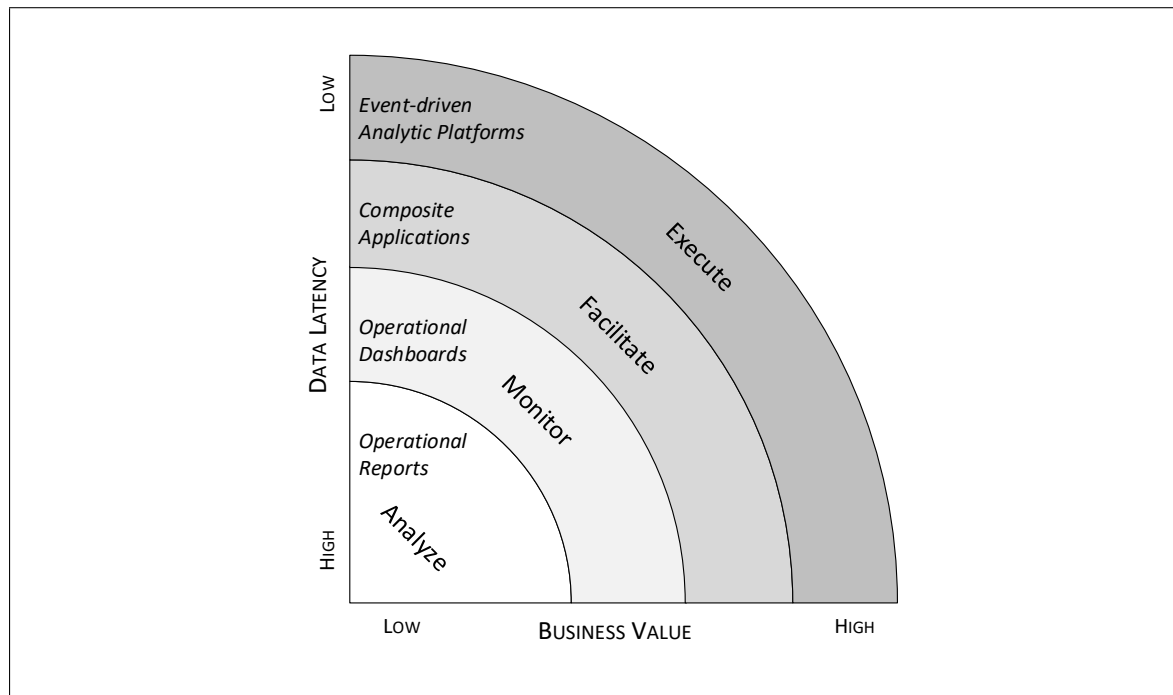 LOW
Event-driven
Analytic Platforms
Composite
Applications
Execute
DATA LATENCY
Facilitate
Operational
Dashboards
Monitor
Operational
Reports
Analyze
HIGH
LOW
BUSINESS VALUE
HIGH